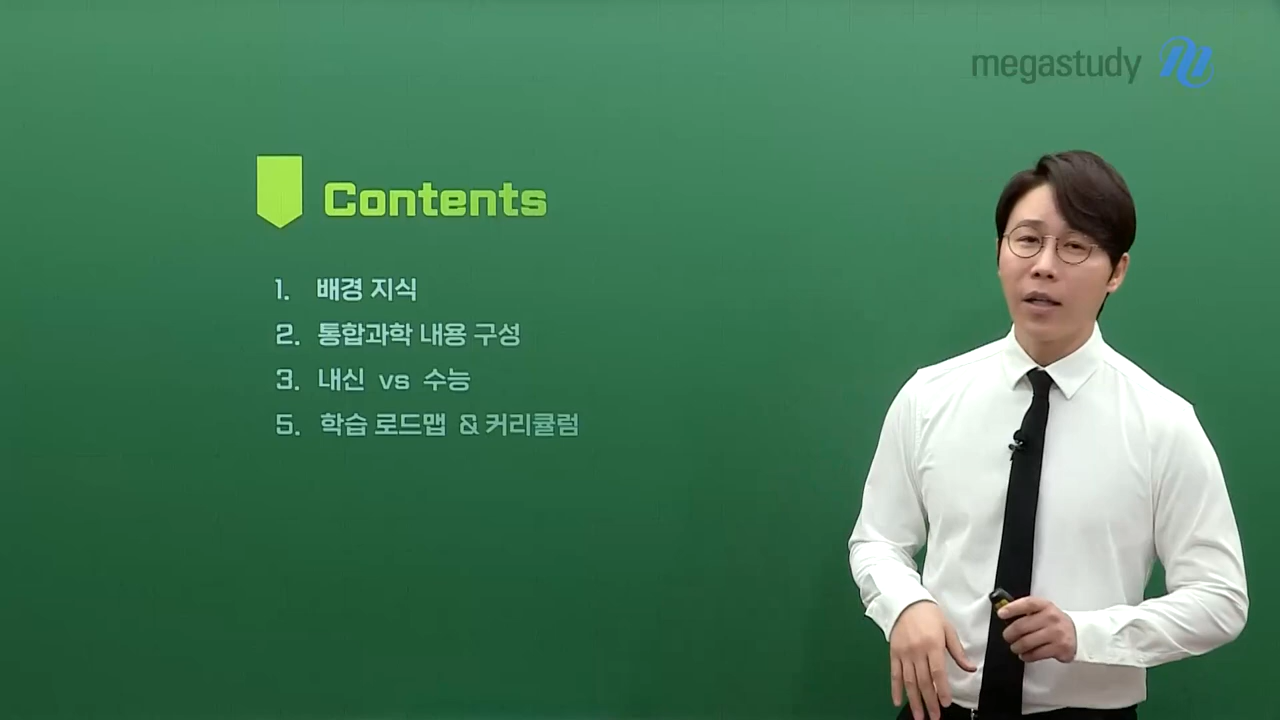 megastudy
Contents
1. 배경 지식
2. 통합과학 내용 구성
3. 내신 vs 수능
5. 학습 로드맵 & 커리큘럼